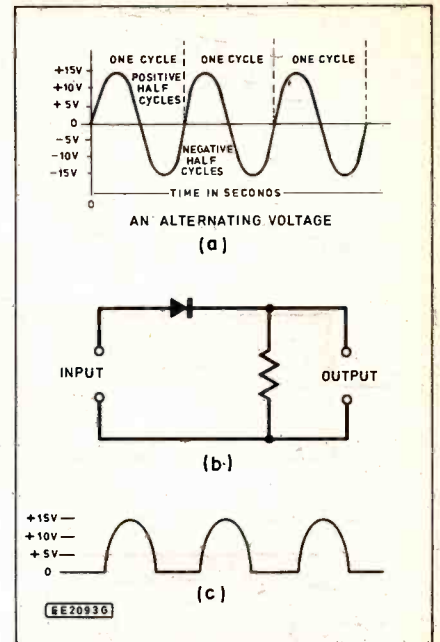 ONE CYCLE ONE CYCLE ONE CYCLE
+15V
+10V
+5V
0
-5V
-10V
-15V
POSITIVE
HALF
CYCLES
NEGATIVE
HALF
CYCLES
TIME IN SECONDS
0
AN ALTERNATING VOLTAGE
(a)
INPUT OUTPUT
(b)
+15V
+10V
+5V
0
(c)
EE2093G